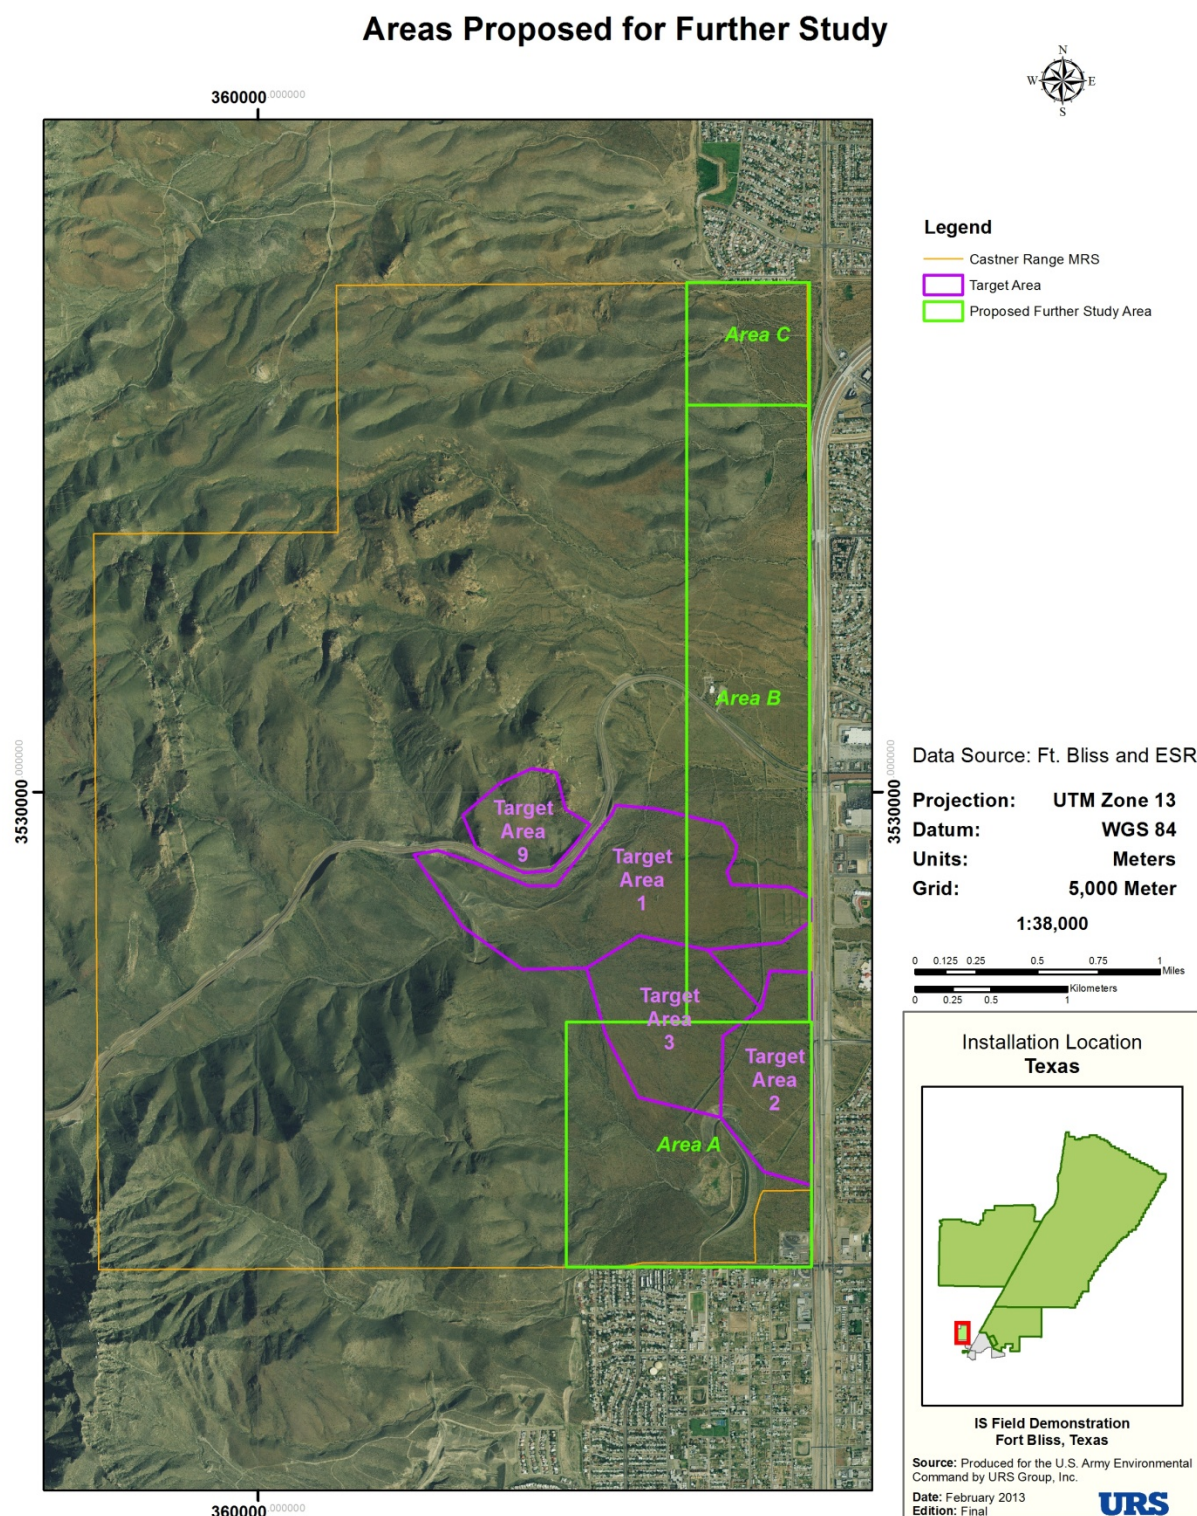 Areas Proposed for Further Study
N
W
E
S
360000.000000
Legend
Castner Range MRS
Target Area
Proposed Further Study Area
Area C
Area B
3530000.000000
3530000.000000
Data Source: Ft. Bliss and ESR
Projection: UTM Zone 13
Datum: WGS 84
Units: Meters
Grid: 5,000 Meter
1:38,000
0 0.125 0.25 0.5 0.75 1
Miles
Kilometers
0 0.25 0.5 1
Target
Area
9
Target
Area
1
Target
Area
3
Target
Area
2
Area A
Installation Location
Texas
IS Field Demonstration
Fort Bliss, Texas
Source: Produced for the U.S. Army Environmental
Command by URS Group, Inc.
Date: February 2013
Edition: Final
URS
360000.000000